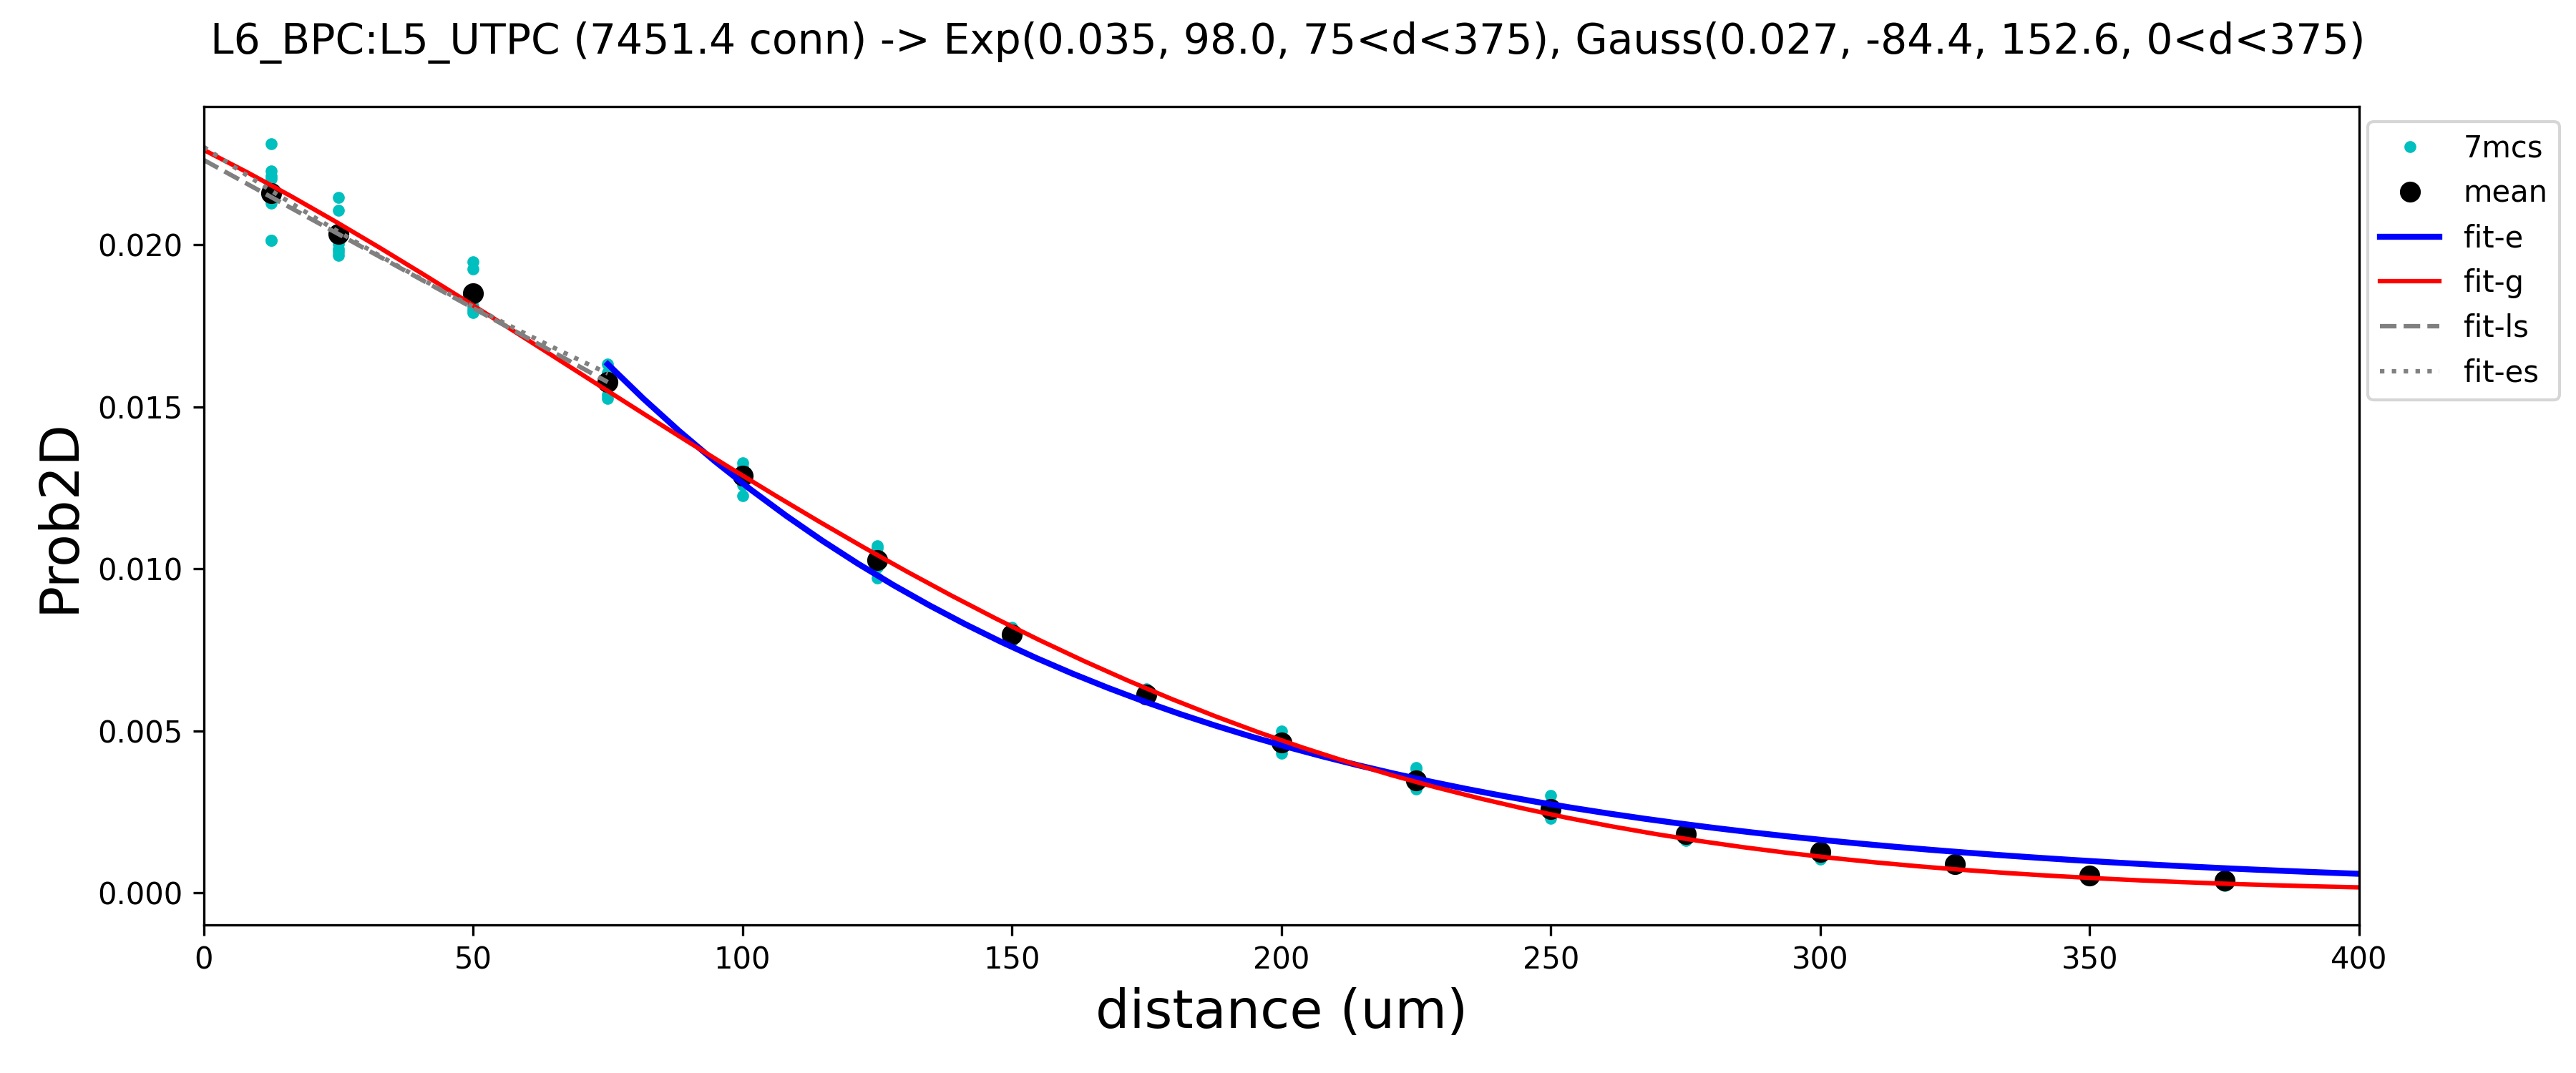 L6_BPC:L5_UTPC (7451.4 conn) -> Exp(0.035, 98.0, 75<d<375), Gauss(0.027, -84.4, 152.6, 0<d<375)
7mcs
mean
fit-e
fit-g
fit-ls
fit-es
Prob2D
0.020
0.015
0.010
0.005
0.000
0 50 100 150 200 250 300 350 400
distance (um)